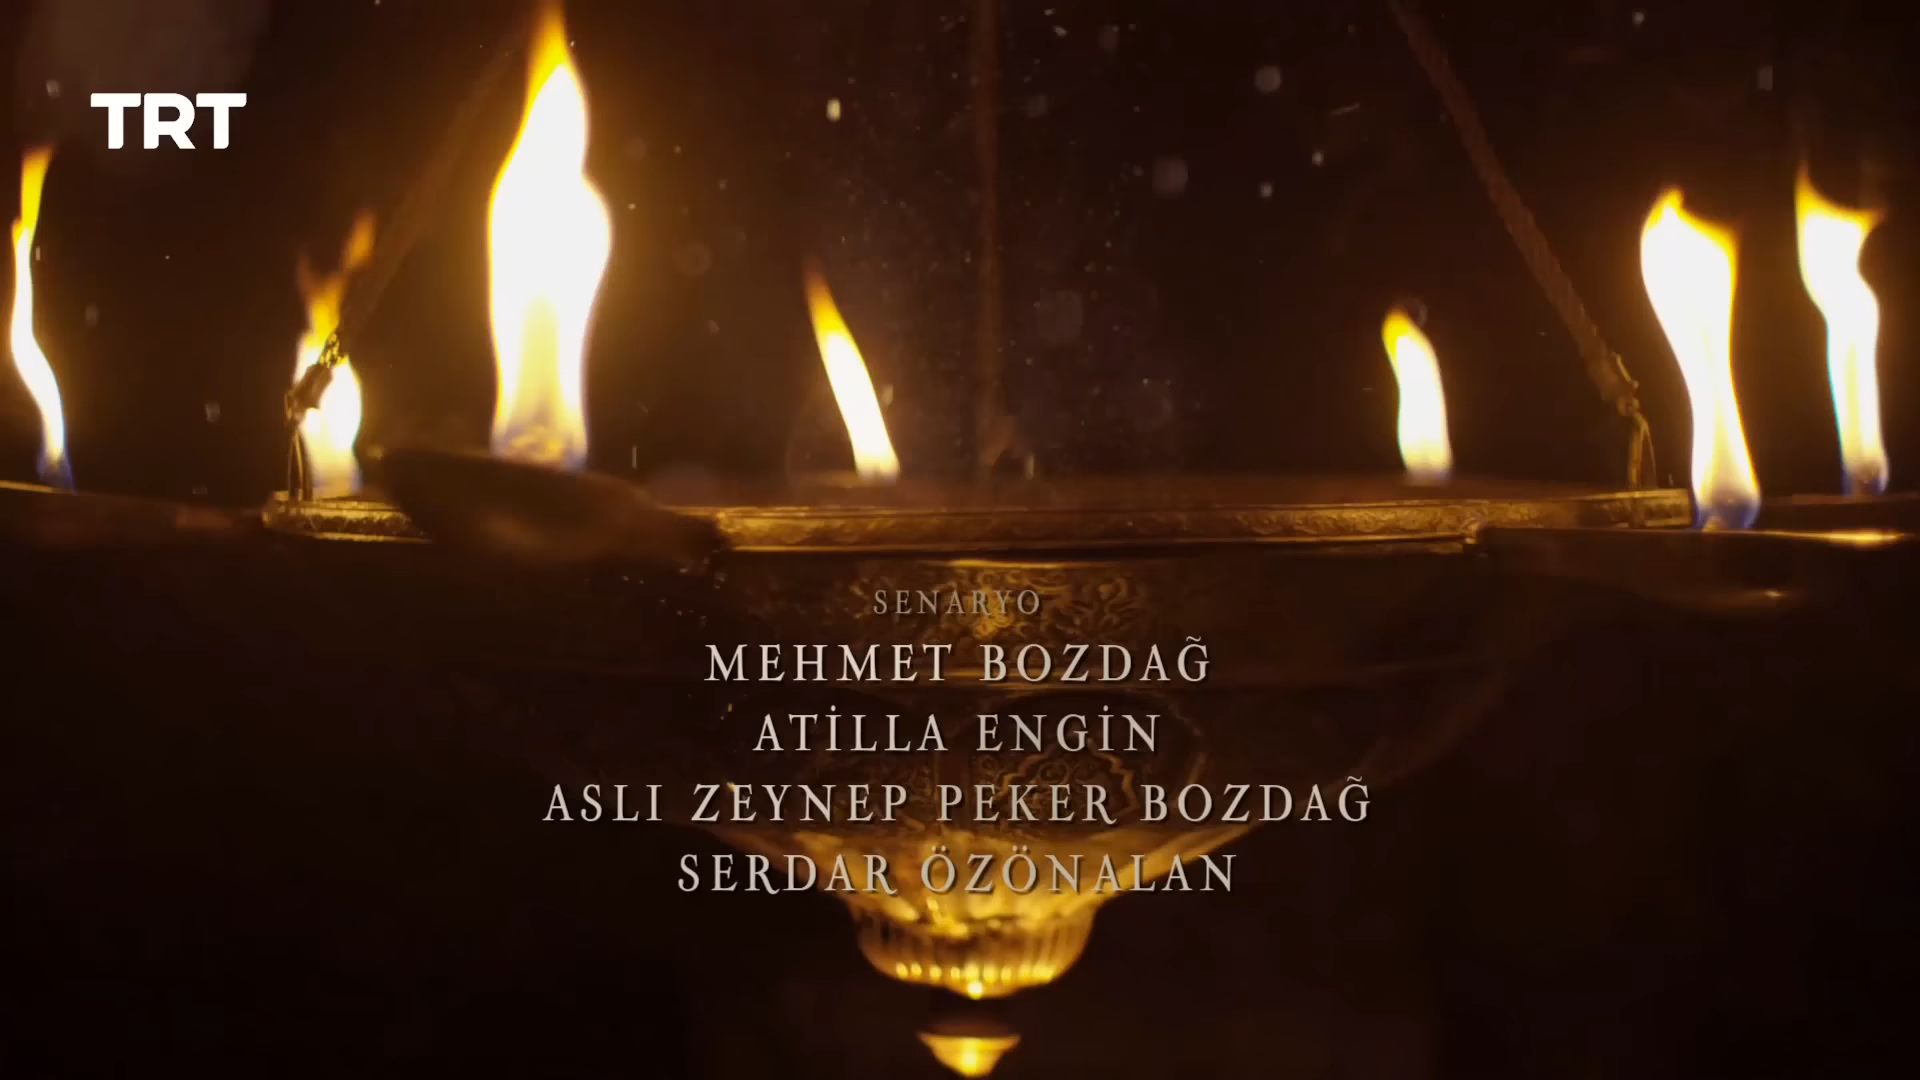 TRT
SENARYO
MEHMET BOZDAĞ
ATİLLA ENGİN
ASLI ZEYNEP PEKER BOZDAĞ
SERDAR ÖZÖNALAN